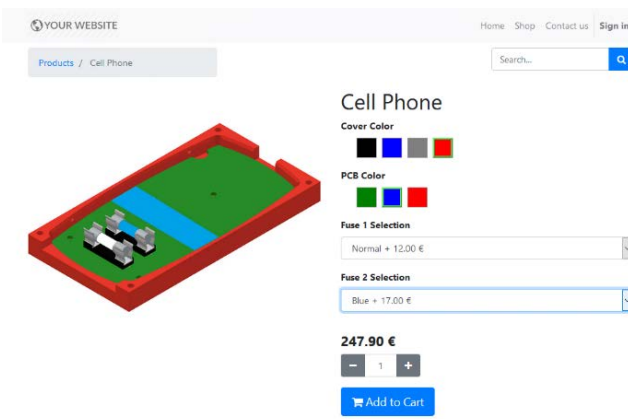 YOUR WEBSITE
Home Shop Contact us Sign in
Products / Cell Phone
Search...
Cell Phone
Cover Color
PCB Color
Fuse 1 Selection
Normal + 12.00 €
Fuse 2 Selection
Blue + 17.00 €
247.90 €
1
Add to Cart